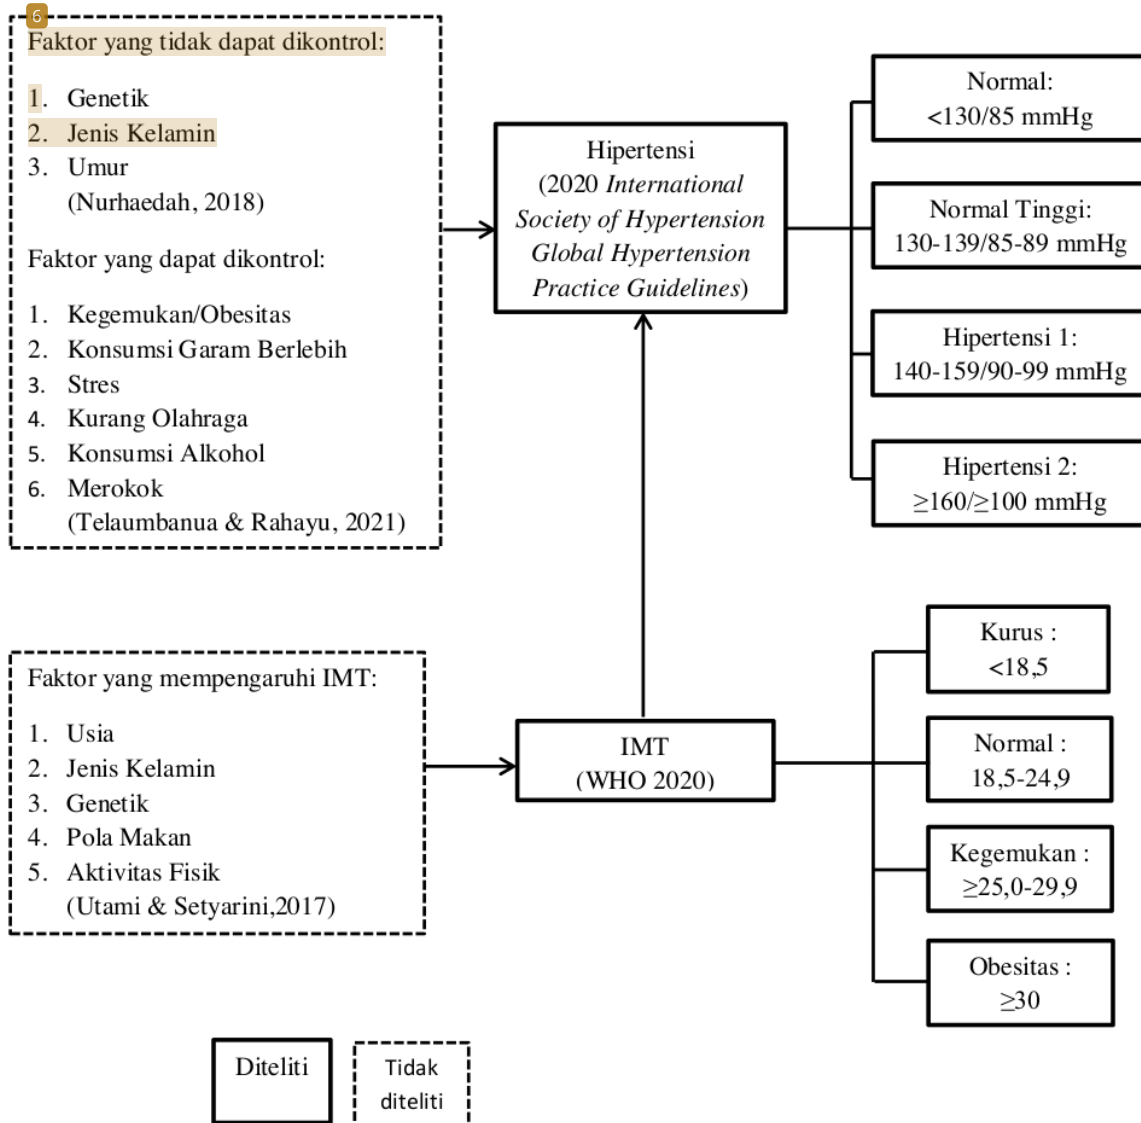 6
Faktor yang tidak dapat dikontrol:
1. Genetik
2. Jenis Kelamin
3. Umur
(Nurhaedah, 2018)
Faktor yang dapat dikontrol:
1. Kegemukan/Obesitas
2. Konsumsi Garam Berlebih
3. Stres
4. Kurang Olahraga
5. Konsumsi Alkohol
6. Merokok
(Telaumbanua & Rahayu, 2021)
Hipertensi
(2020 International
Society of Hypertension
Global Hypertension
Practice Guidelines)
Normal:
<130/85 mmHg
Normal Tinggi:
130-139/85-89 mmHg
Hipertensi 1:
140-159/90-99 mmHg
Hipertensi 2:
≥160/≥100 mmHg
Faktor yang mempengaruhi IMT:
1. Usia
2. Jenis Kelamin
3. Genetik
4. Pola Makan
5. Aktivitas Fisik
(Utami & Setyarini,2017)
IMT
(WHO 2020)
Kurus :
<18,5
Normal :
18,5-24,9
Kegemukan :
≥25,0-29,9
Obesitas :
≥30
Diteliti
Tidak
diteliti